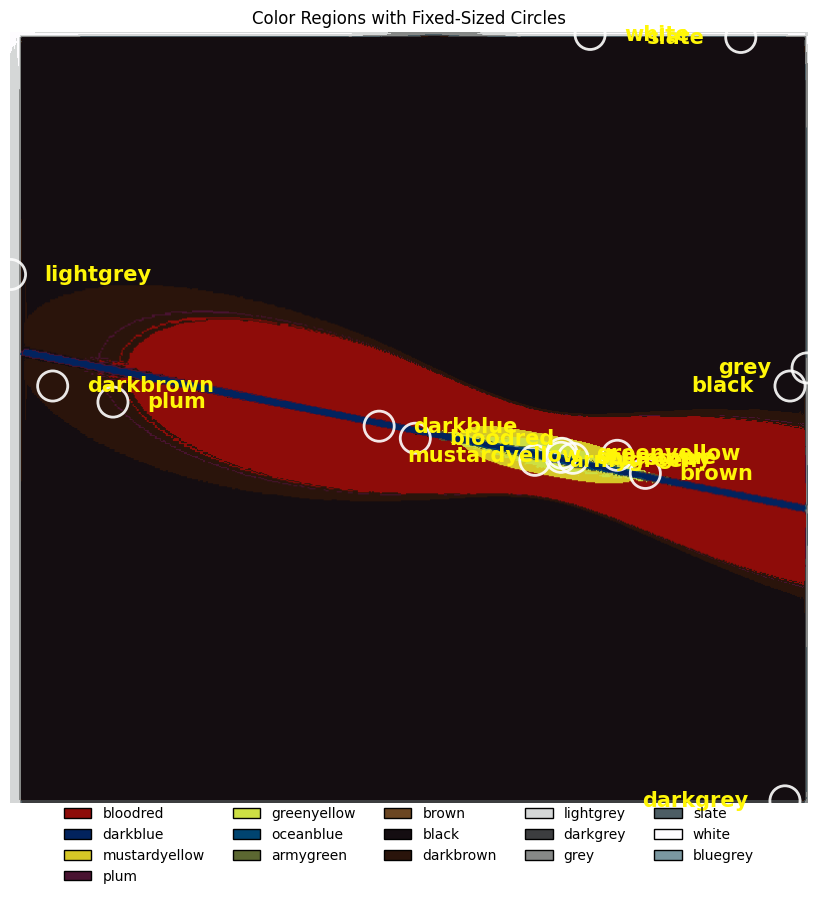 Color Regions with Fixed-Sized Circles
white
slate
lightgrey
grey
darkbrown
black
plum
darkblue
bloodred
mustardyellow
greenyellow
brown
darkgrey
bloodred
greenyellow
brown
lightgrey
slate
darkblue
oceanblue
black
darkgrey
white
mustardyellow
armygreen
darkbrown
grey
bluegrey
plum